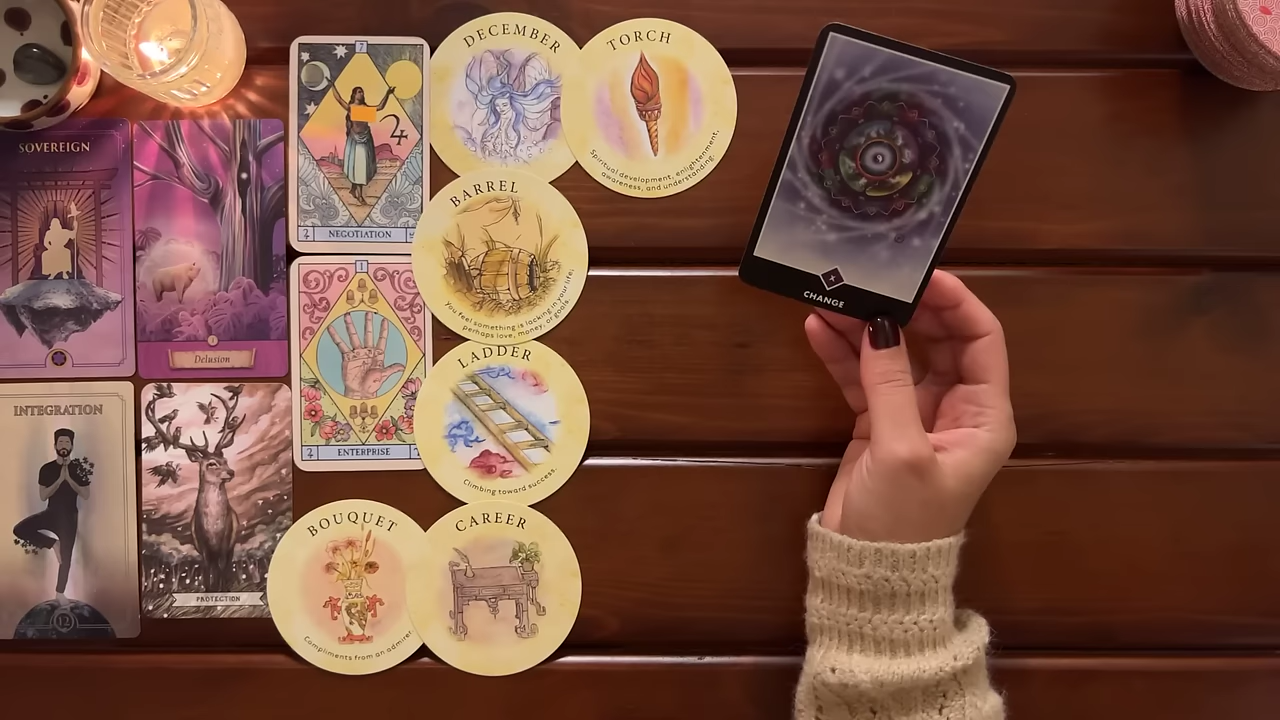 SOVEREIGN
1
Delusion
INTEGRATION
12
PROTECTION
7
NEGOTIATION
1
ENTERPRISE
DECEMBER
TORCH
Spiritual development, enlightenment,
awareness, and understanding.
BARREL
You feel something is lacking in your life;
perhaps love, money, or goals.
LADDER
Climbing toward success.
BOUQUET
Compliments from an admirer.
CAREER
CHANGE